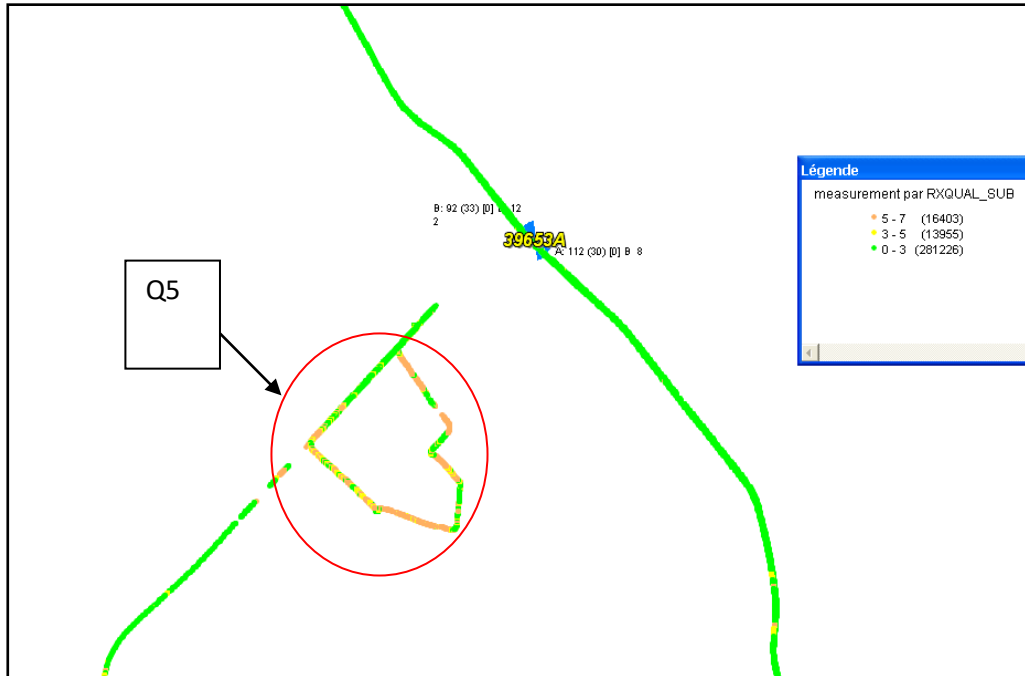 B: 92 (33) [0] 12
2
39653A
A: 112 (30) [0] B 8
Légende
measurement par RXQUAL_SUB
5 - 7 (16403)
3 - 5 (13955)
0 - 3 (281226)
Q5